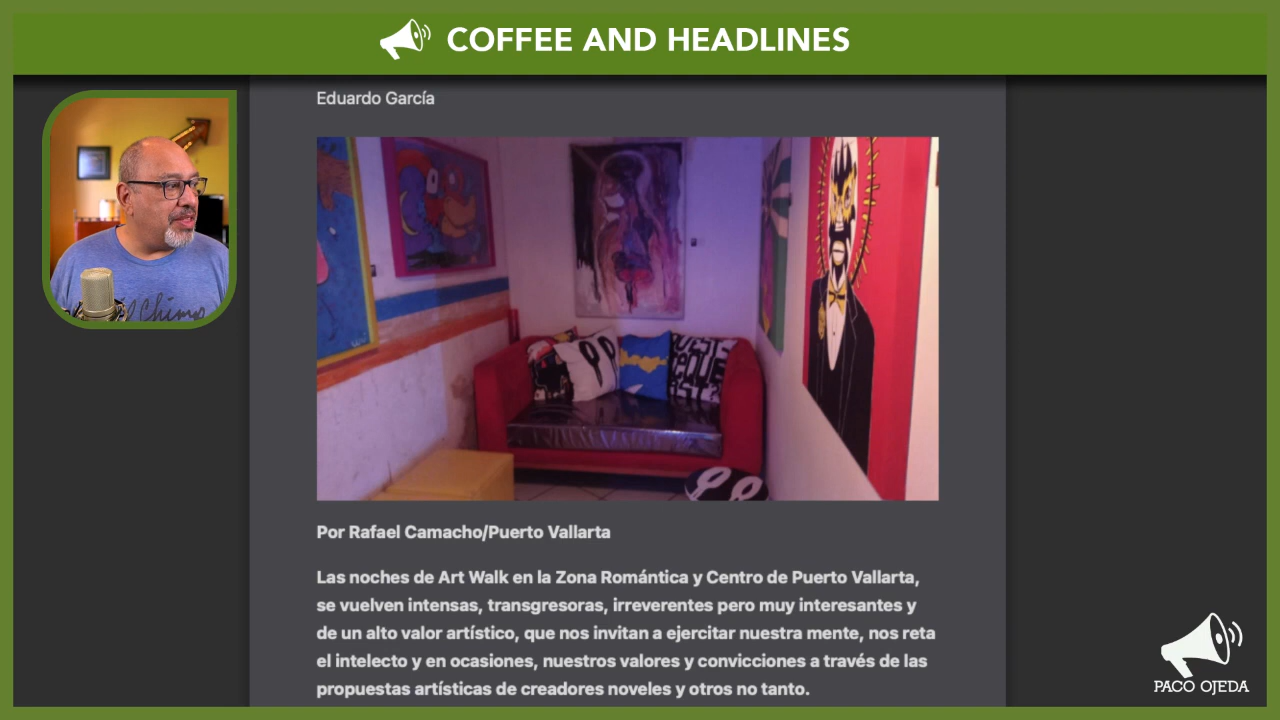 COFFEE AND HEADLINES
Eduardo García
Por Rafael Camacho/Puerto Vallarta
Las noches de Art Walk en la Zona Romántica y Centro de Puerto Vallarta,
se vuelven intensas, transgresoras, irreverentes pero muy interesantes y
de un alto valor artístico, que nos invitan a ejercitar nuestra mente, nos reta
el intelecto y en ocasiones, nuestros valores y convicciones a través de las
propuestas artísticas de creadores noveles y otros no tanto.
PACO OJEDA